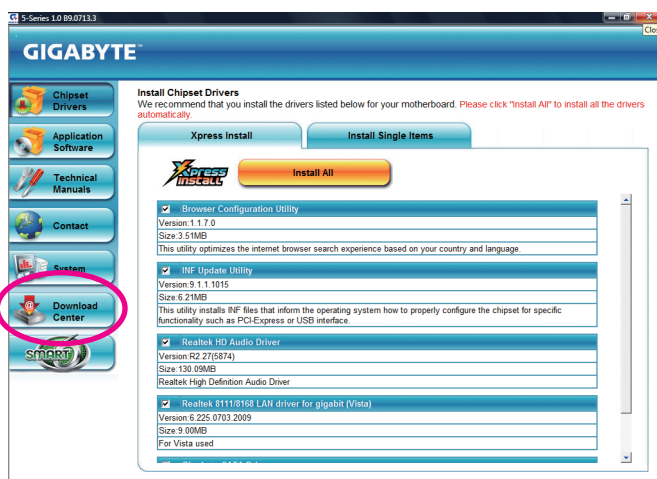 5-Series 1.0 B9.0713.3
Clo
GIGABYTE™
Chipset
Drivers
Application
Software
Technical
Manuals
Contact
System
Download
Center
SMART
Install Chipset Drivers
We recommend that you install the drivers listed below for your motherboard. Please click "Install All" to install all the drivers
automatically.
Xpress Install
Install Single Items
Xpress
INSTALL
Install All
Browser Configuration Utility
Version:1.1.7.0
Size:3.51MB
This utility optimizes the internet browser search experience based on your country and language.
INF Update Utility
Version:9.1.1.1015
Size:6.21MB
This utility installs INF files that inform the operating system how to properly configure the chipset for specific
functionality such as PCI-Express or USB interface.
Realtek HD Audio Driver
Version:R2.27(5874)
Size:130.09MB
Realtek High Definition Audio Driver
Realtek 8111/8168 LAN driver for gigabit (Vista)
Version:6.225.0703.2009
Size:9.00MB
For Vista used